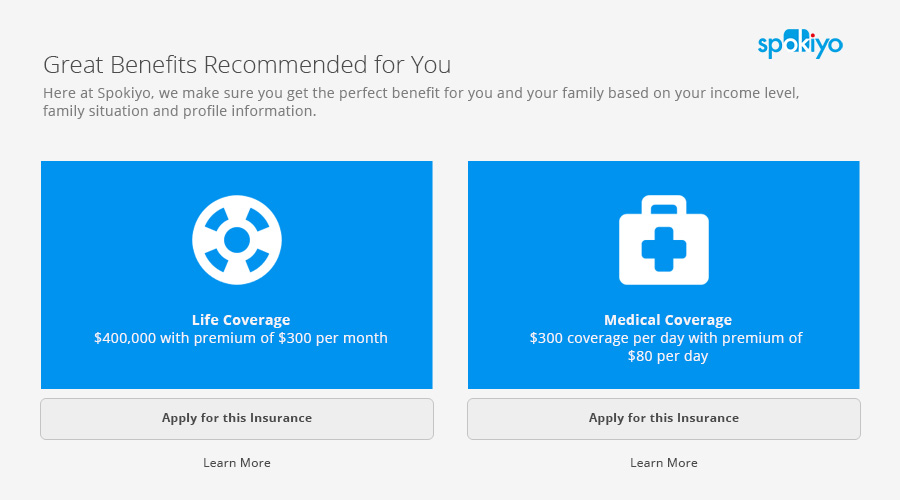 spokiyo
Great Benefits Recommended for You
Here at Spokiyo, we make sure you get the perfect benefit for you and your family based on your income level,
family situation and profile information.
Life Coverage
$400,000 with premium of $300 per month
Apply for this Insurance
Learn More
Medical Coverage
$300 coverage per day with premium of
$80 per day
Apply for this Insurance
Learn More